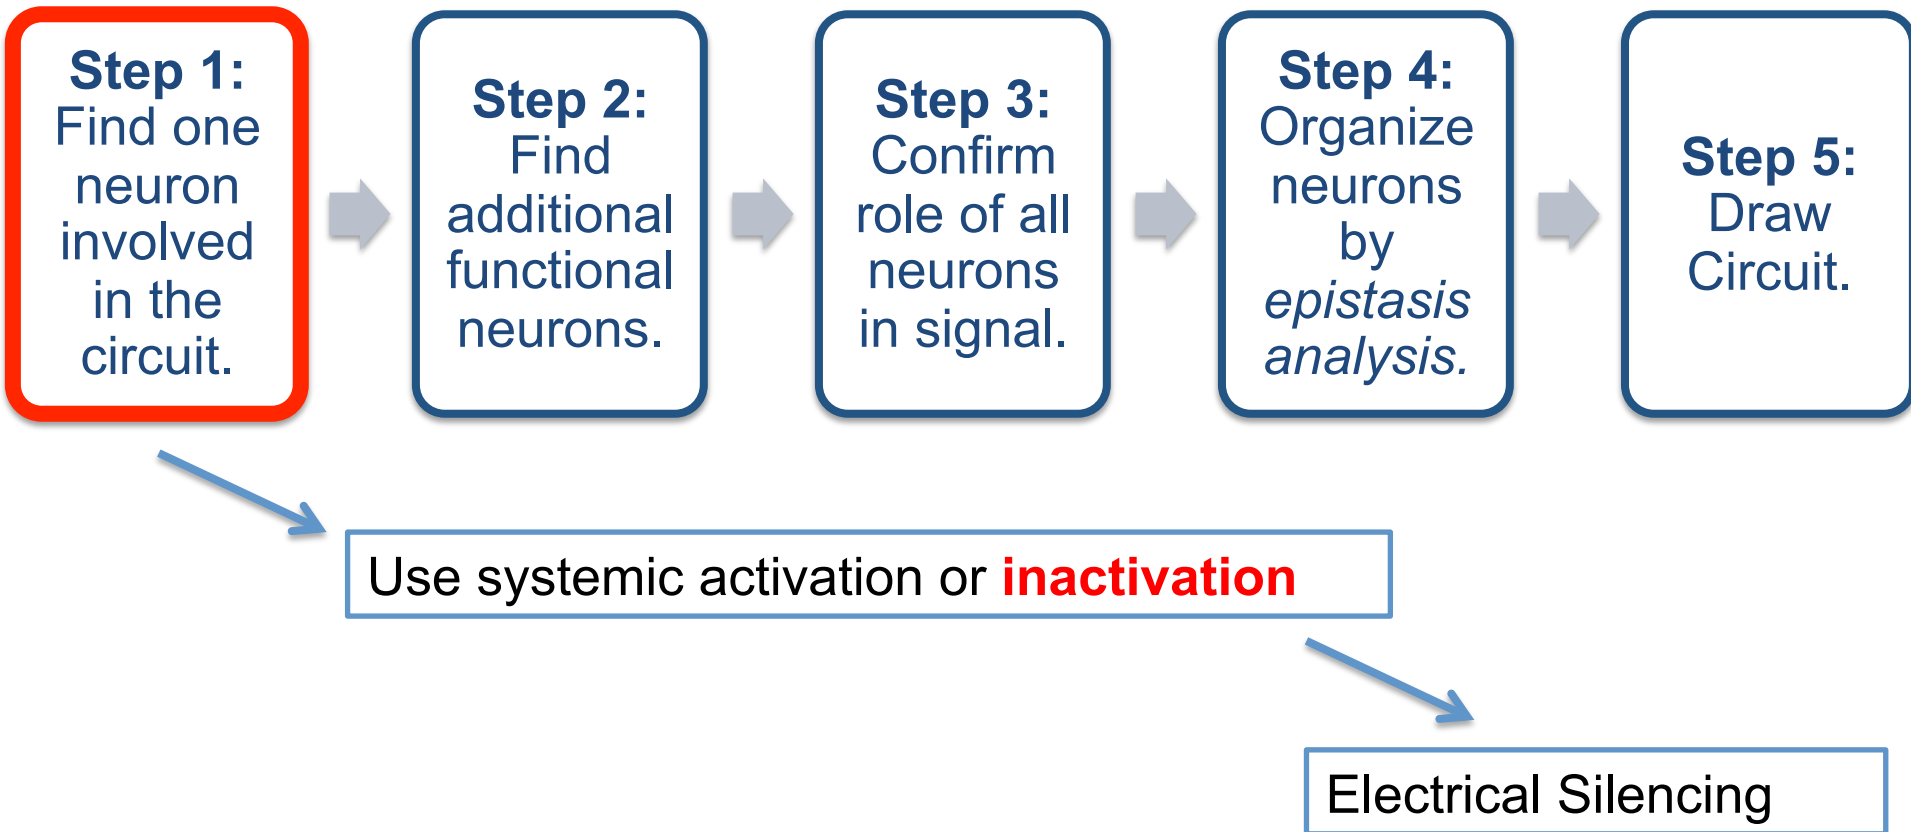 Step 1:
Find one
neuron
involved
in the
circuit.
Step 2:
Find
additional
functional
neurons.
Step 3:
Confirm
role of all
neurons
in signal.
Step 4:
Organize
neurons
by
epistasis
analysis.
Step 5:
Draw
Circuit.
Use systemic activation or inactivation
Electrical Silencing